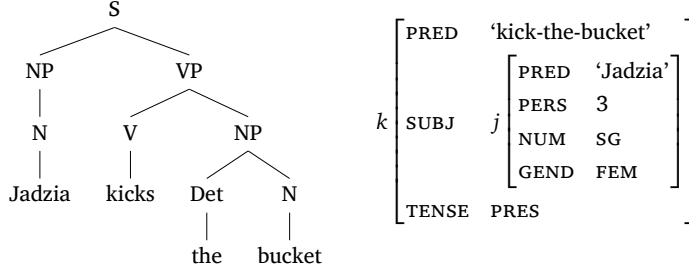 S
NP VP
N V NP
Jadzia kicks Det N
the bucket
PRED ‘kick-the-bucket’
k SUBJ j PRED ‘Jadzia’
PERS 3
NUM SG
GEND FEM
TENSE PRES